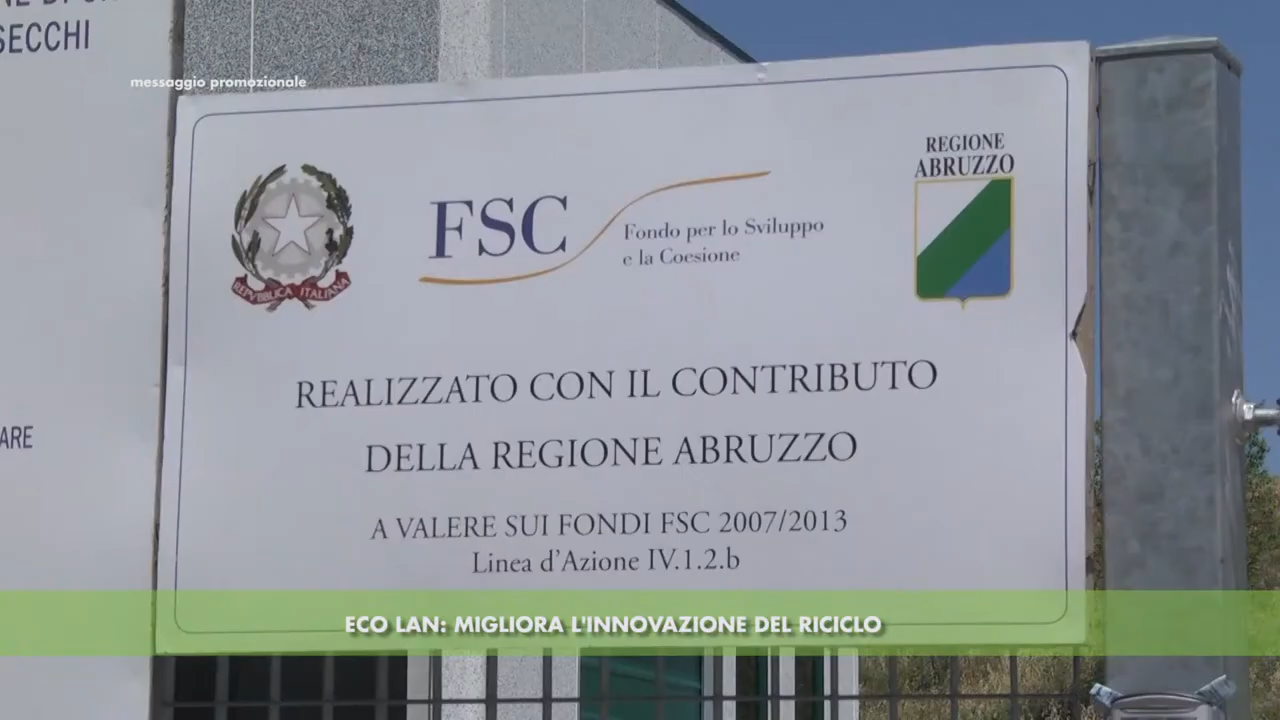 SECCHI
ARE
messaggio promozionale
REPVBBLICA ITALIANA
FSC
Fondo per lo Sviluppo
e la Coesione
REGIONE
ABRUZZO
REALIZZATO CON IL CONTRIBUTO
DELLA REGIONE ABRUZZO
A VALERE SUI FONDI FSC 2007/2013
Linea d'Azione IV.1.2.b
ECO LAN: MIGLIORA L'INNOVAZIONE DEL RICICLO